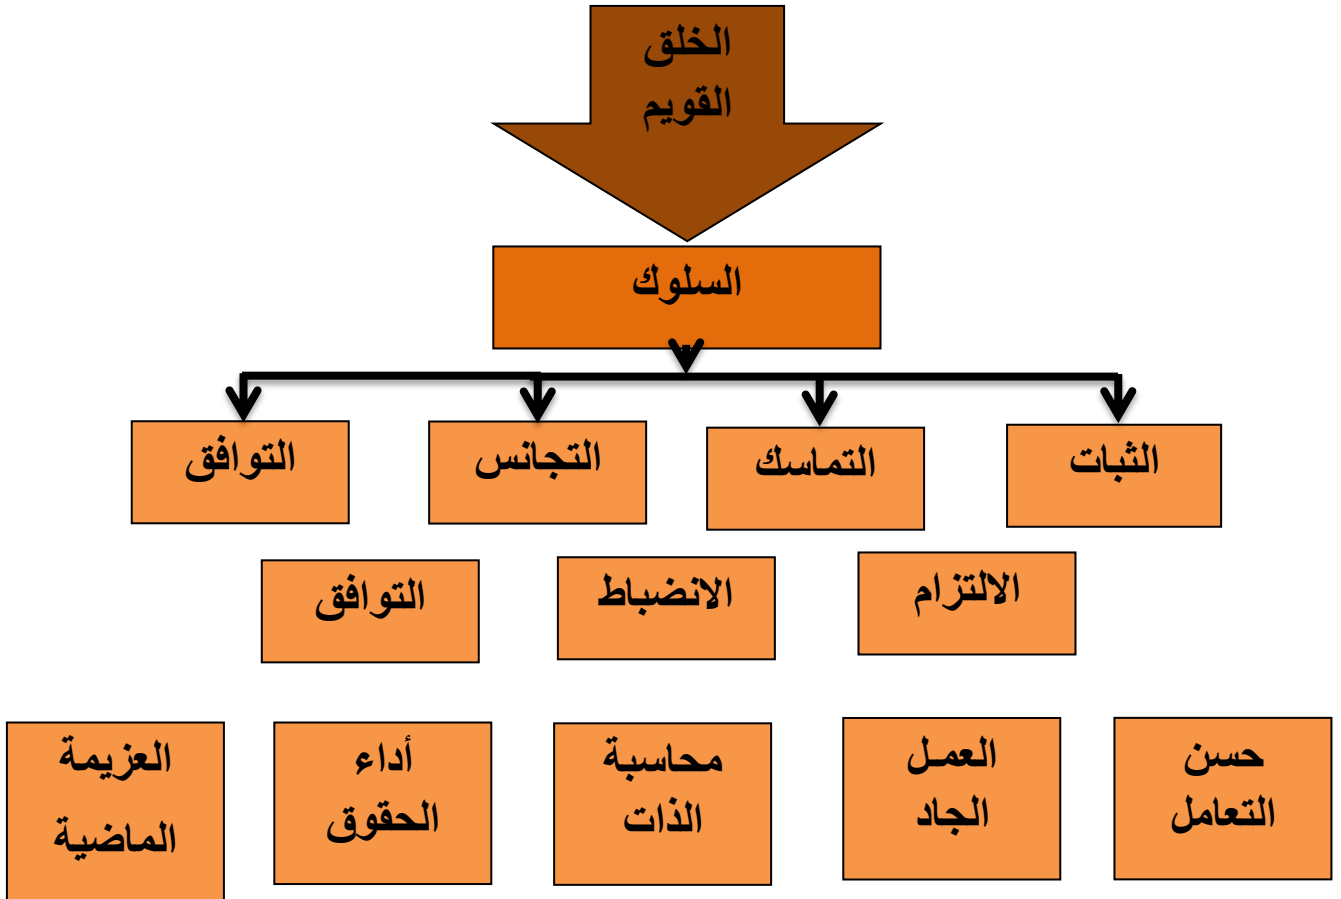 الخلق
القويم
السلوك
الثبات
التماسك
التجانس
التوافق
الالتزام
الانضباط
التوافق
حسن
التعامل
العمل
الجاد
محاسبة
الذات
أداء
الحقوق
العزيمة
الماضية